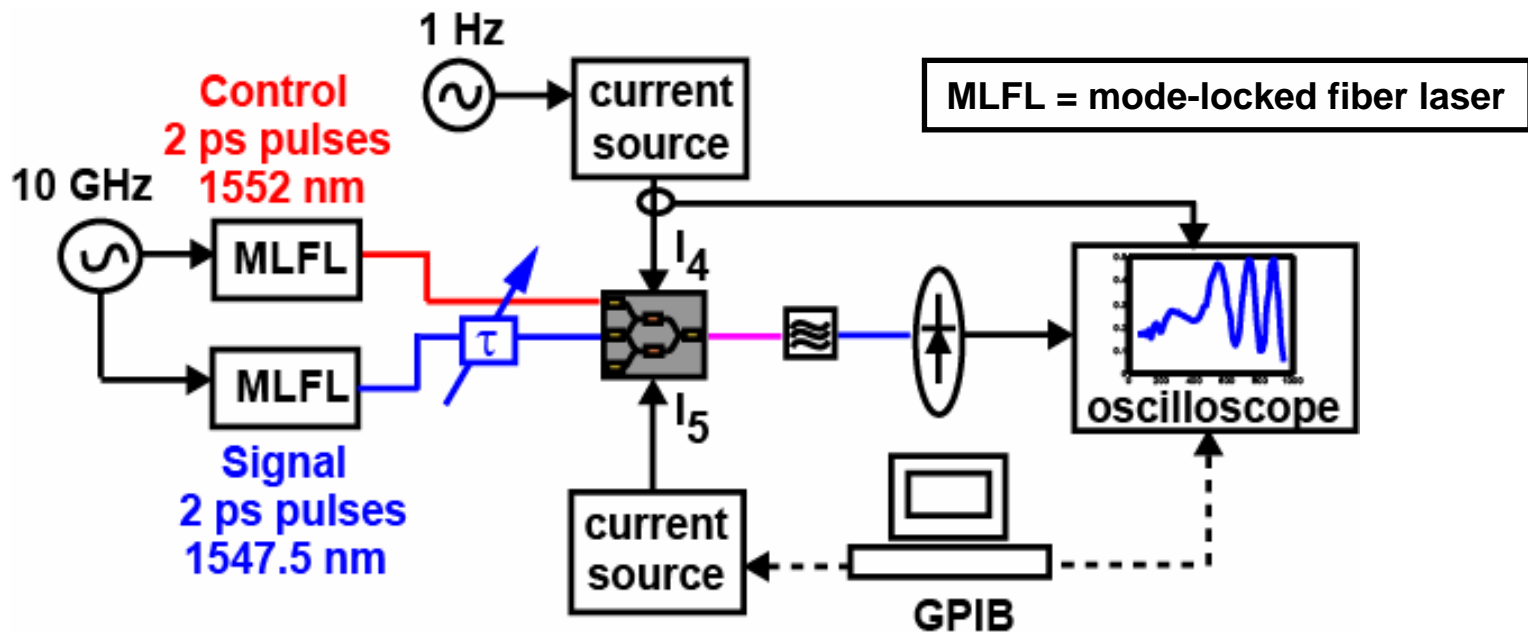 1 Hz
current
source
MLFL = mode-locked fiber laser
Control
2 ps pulses
1552 nm
10 GHz
MLFL
I4
τ
MLFL
I5
oscilloscope
Signal
2 ps pulses
1547.5 nm
current
source
GPIB